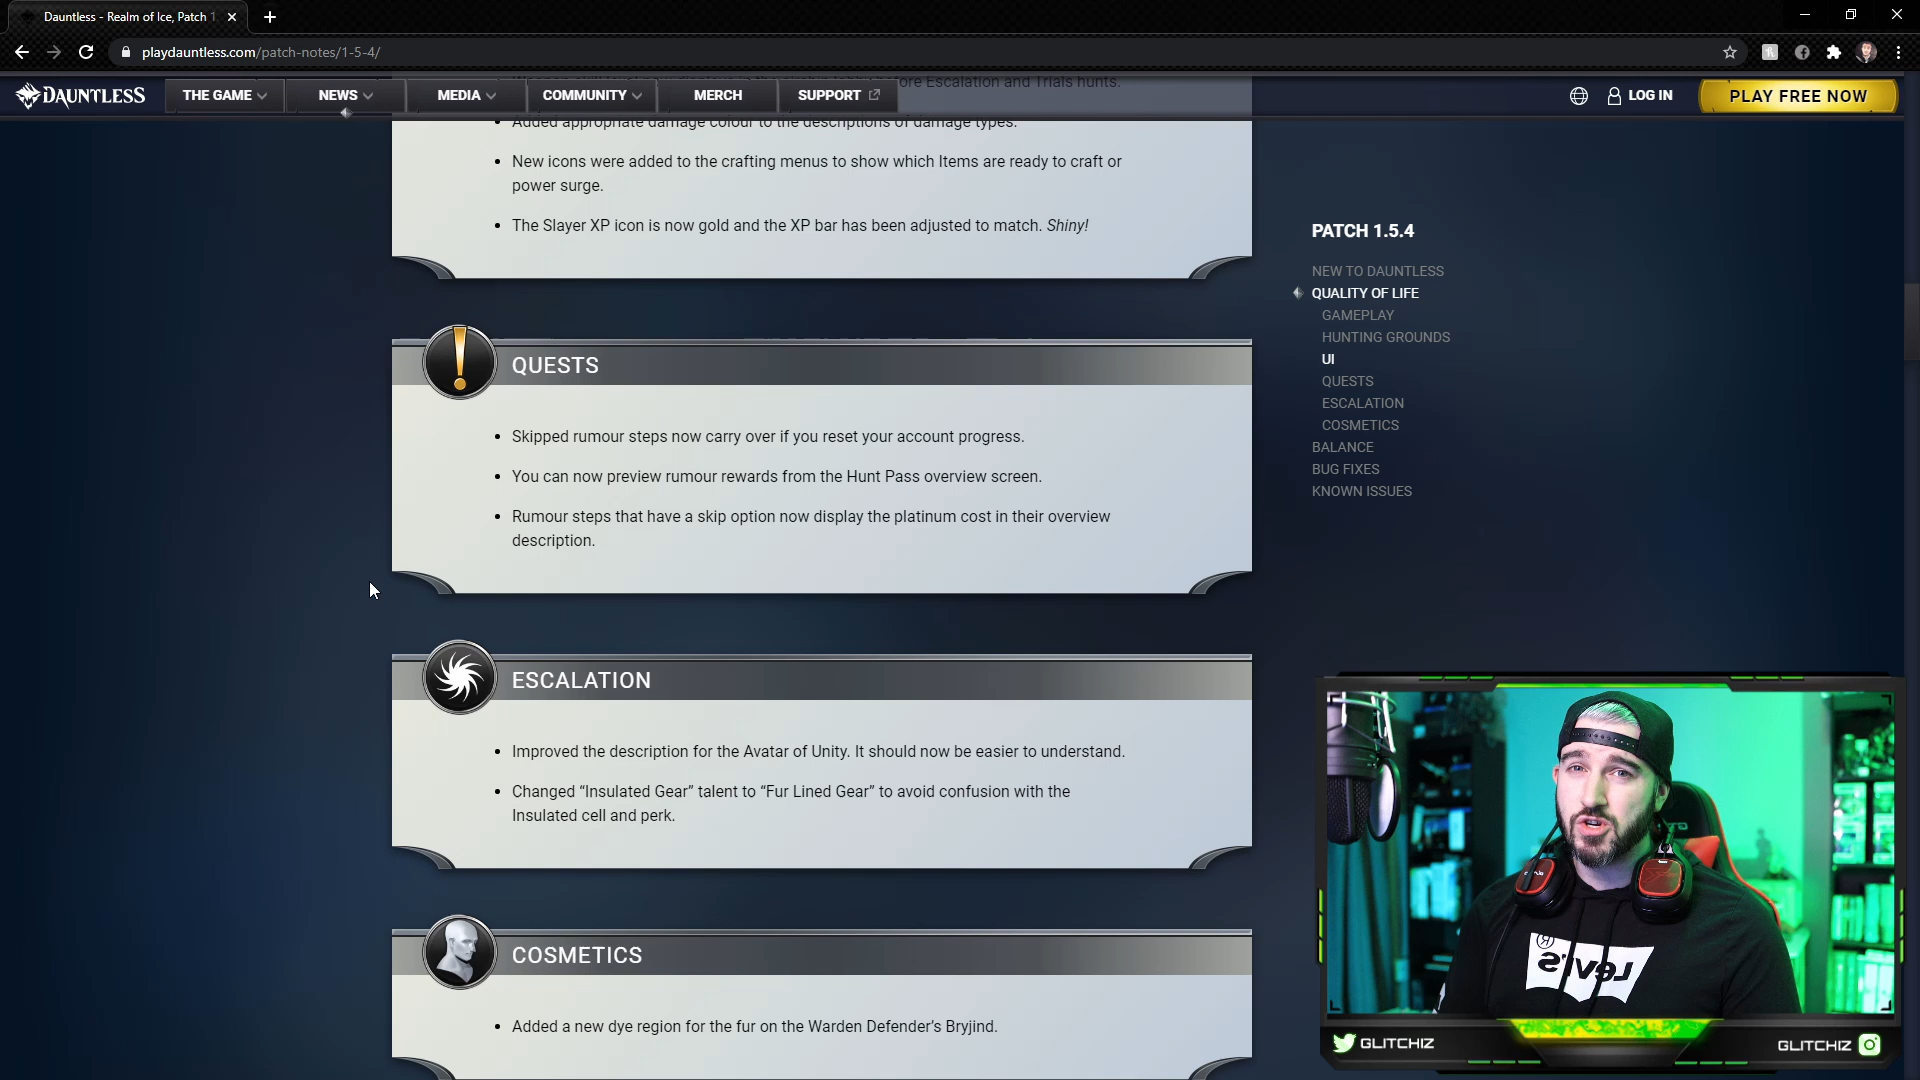 Dauntless - Realm of Ice, Patch 1
playdauntless.com/patch-notes/1-5-4/
DAUNTLESS
THE GAME
NEWS
MEDIA
COMMUNITY
MERCH
SUPPORT
LOG IN
PLAY FREE NOW
before Escalation and Trials hunts.
Added appropriate damage colour to the descriptions of damage types.
New icons were added to the crafting menus to show which Items are ready to craft or
power surge.
The Slayer XP icon is now gold and the XP bar has been adjusted to match. Shiny!
QUESTS
Skipped rumour steps now carry over if you reset your account progress.
You can now preview rumour rewards from the Hunt Pass overview screen.
Rumour steps that have a skip option now display the platinum cost in their overview
description.
ESCALATION
Improved the description for the Avatar of Unity. It should now be easier to understand.
Changed “Insulated Gear” talent to “Fur Lined Gear” to avoid confusion with the
Insulated cell and perk.
COSMETICS
Added a new dye region for the fur on the Warden Defender’s Bryjind.
PATCH 1.5.4
NEW TO DAUNTLESS
QUALITY OF LIFE
GAMEPLAY
HUNTING GROUNDS
UI
QUESTS
ESCALATION
COSMETICS
BALANCE
BUG FIXES
KNOWN ISSUES
Levi's
GLITCHIZ
GLITCHIZ